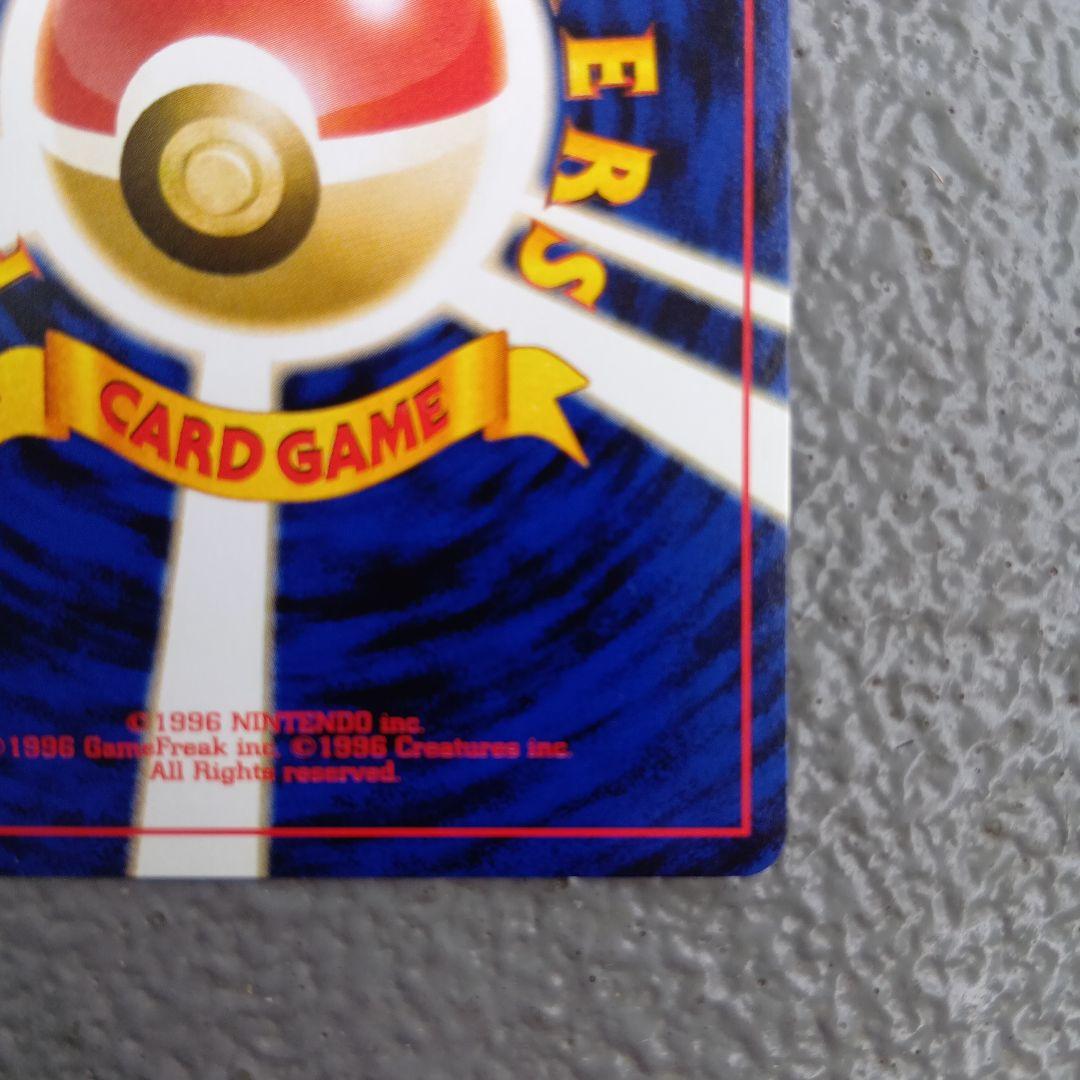 ERS
CARD GAME
©1996 NINTENDO inc.
©1996 GameFreak inc. ©1996 Creatures inc.
All Rights reserved.